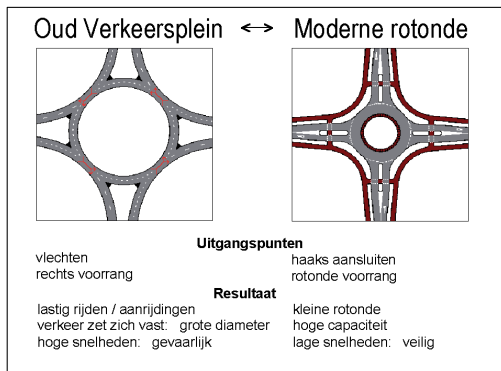 Oud Verkeersplein ↔ Moderne rotonde
Uitgangspunten
vlechten
rechts voorrang
haaks aansluiten
rotonde voorrang
Resultaat
lastig rijden / aanrijdingen
verkeer zet zich vast: grote diameter
hoge snelheden: gevaarlijk
kleine rotonde
hoge capaciteit
lage snelheden: veilig